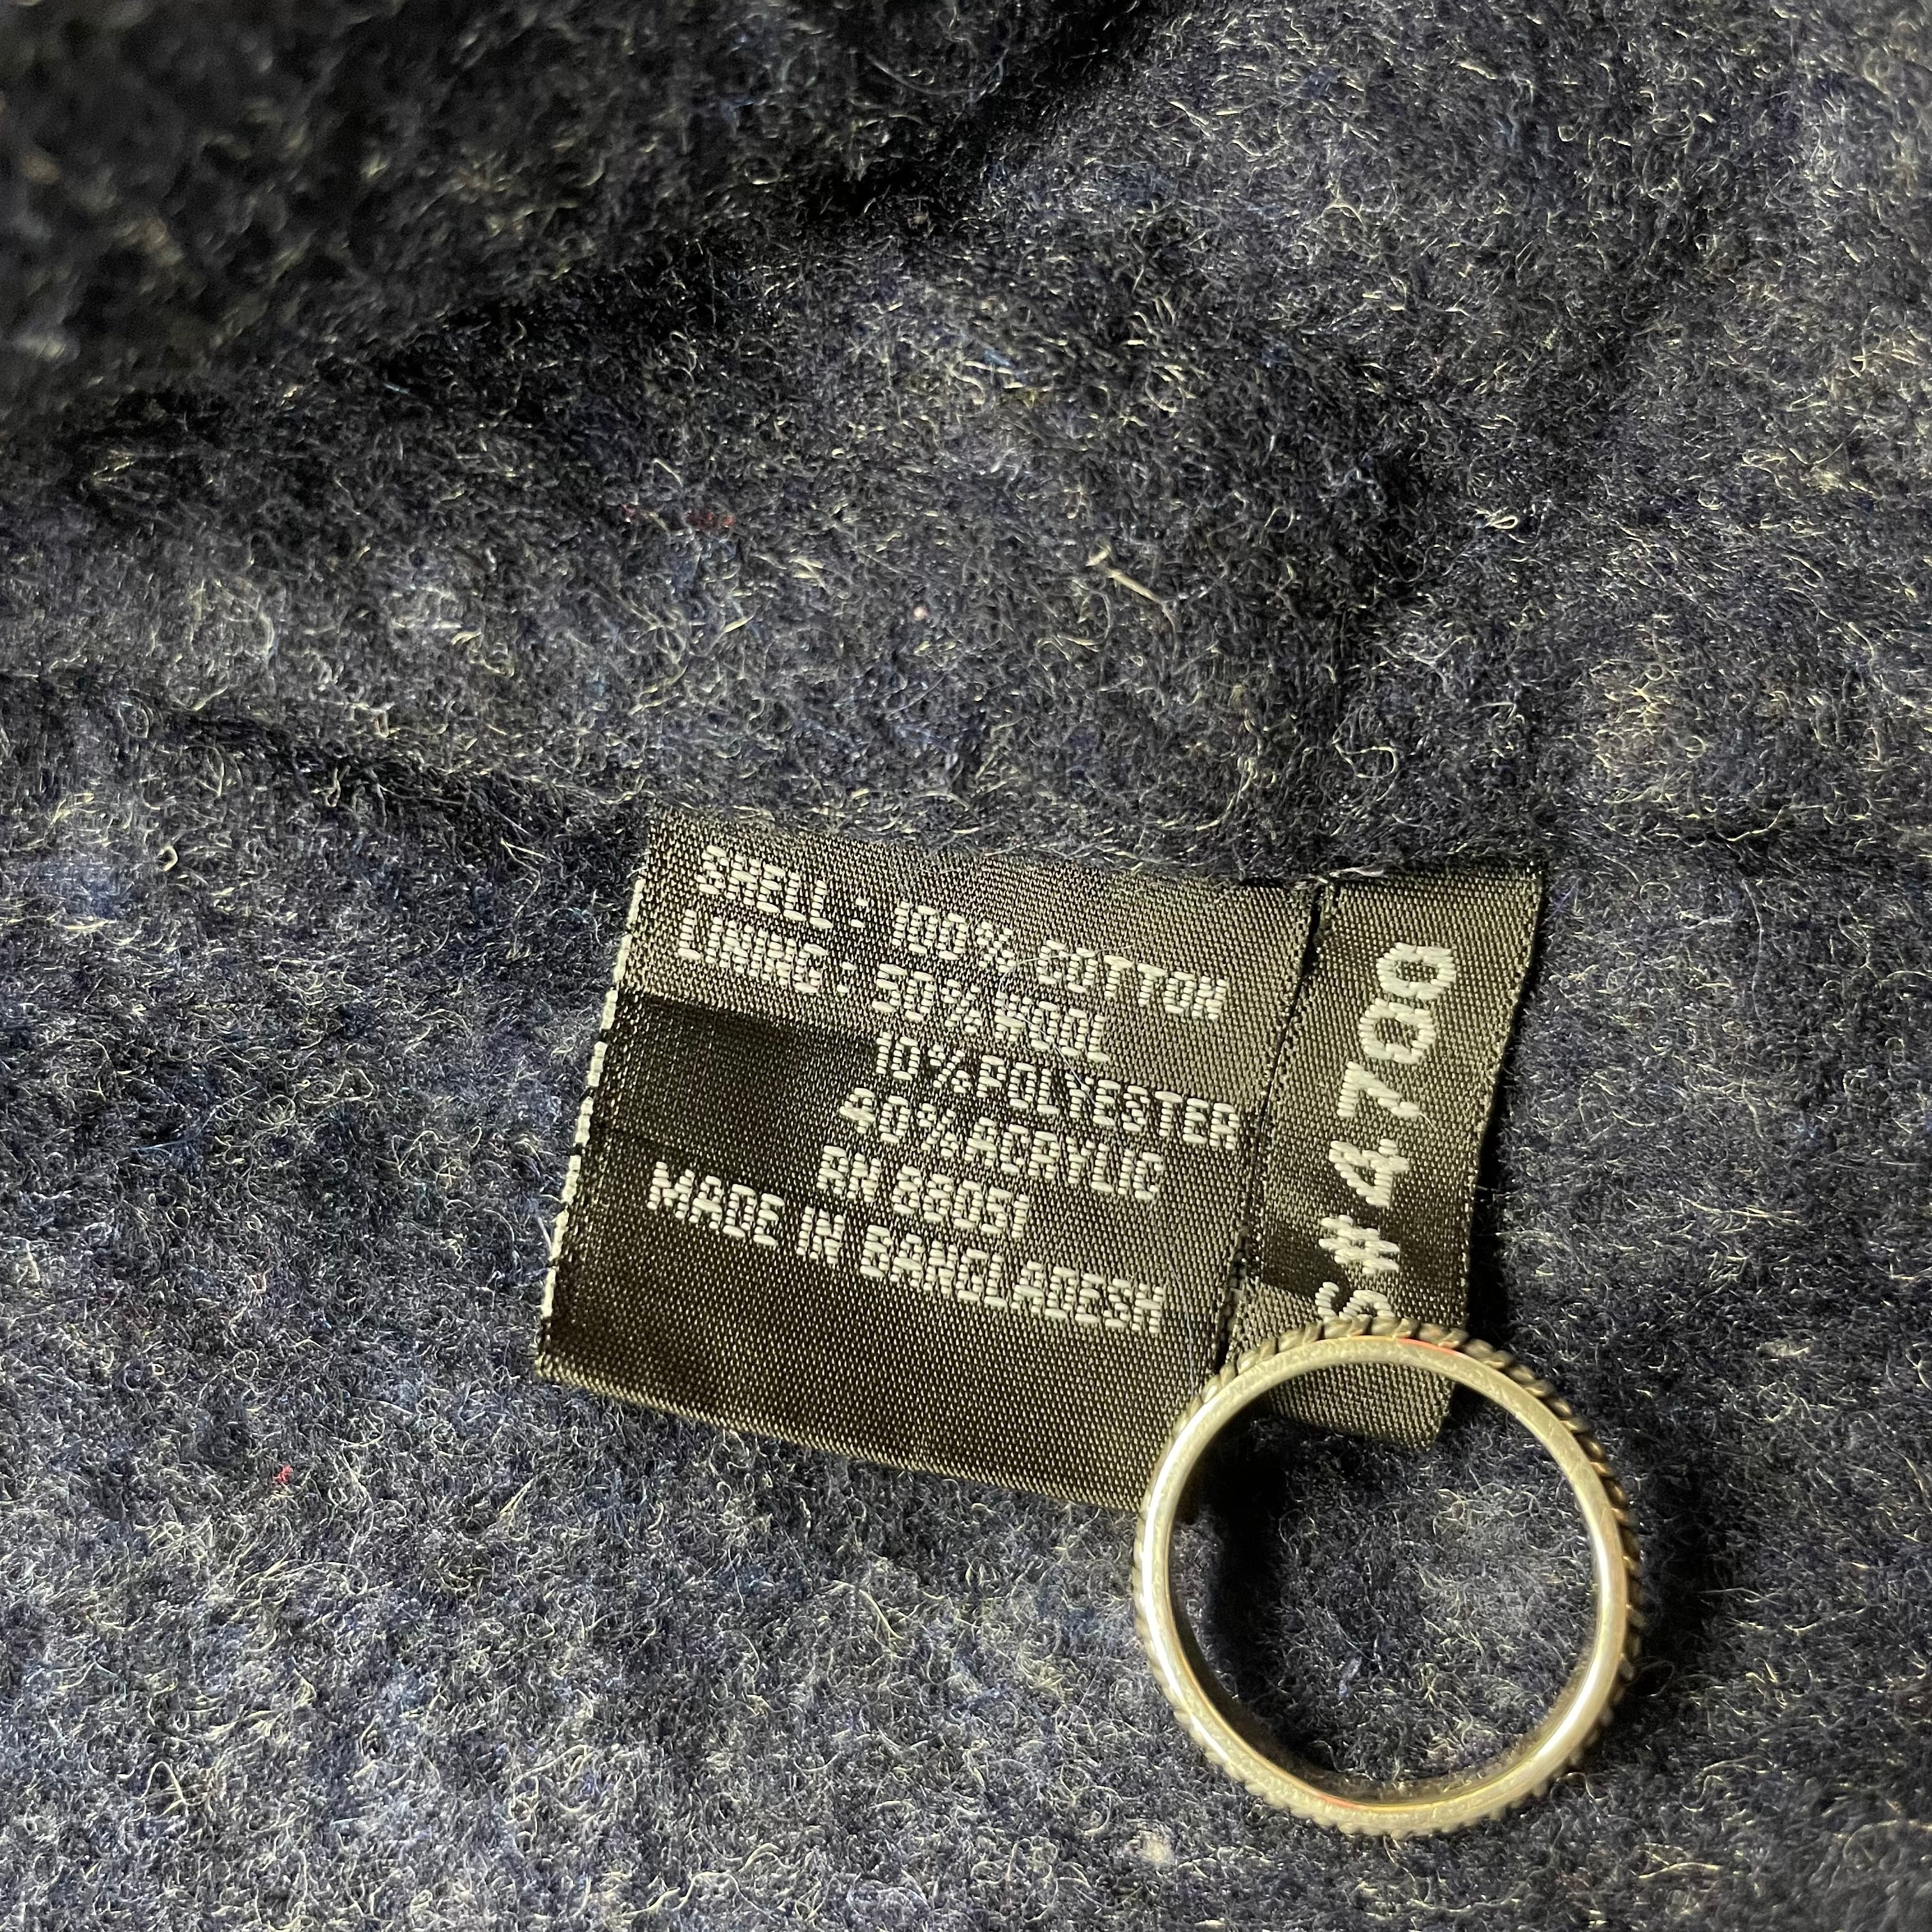 SHELL : 100% COTTON
LINING : 50% WOOL
10% POLYESTER
40% ACRYLIC
RN 88051
MADE IN BANGLADESH
S# 4700